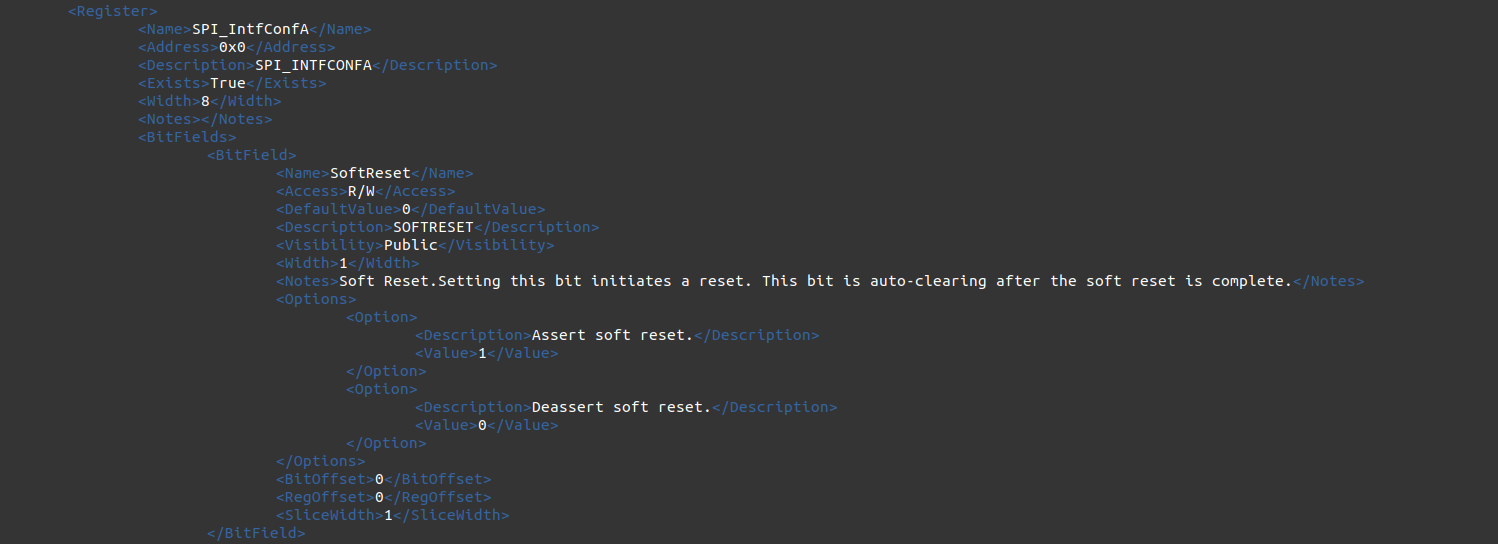 <Register>
<Name>SPI_IntfConfA</Name>
<Address>0x0</Address>
<Description>SPI_INTFCONFA</Description>
<Exists>True</Exists>
<Width>8</Width>
<Notes></Notes>
<BitFields>
<BitField>
<Name>SoftReset</Name>
<Access>R/W</Access>
<DefaultValue>0</DefaultValue>
<Description>SOFTRESET</Description>
<Visibility>Public</Visibility>
<Width>1</Width>
<Notes>Soft Reset.Setting this bit initiates a reset. This bit is auto-clearing after the soft reset is complete.</Notes>
<Options>
<Option>
<Description>Assert soft reset.</Description>
<Value>1</Value>
</Option>
<Option>
<Description>Deassert soft reset.</Description>
<Value>0</Value>
</Option>
</Options>
<BitOffset>0</BitOffset>
<RegOffset>0</RegOffset>
<SliceWidth>1</SliceWidth>
</BitField>